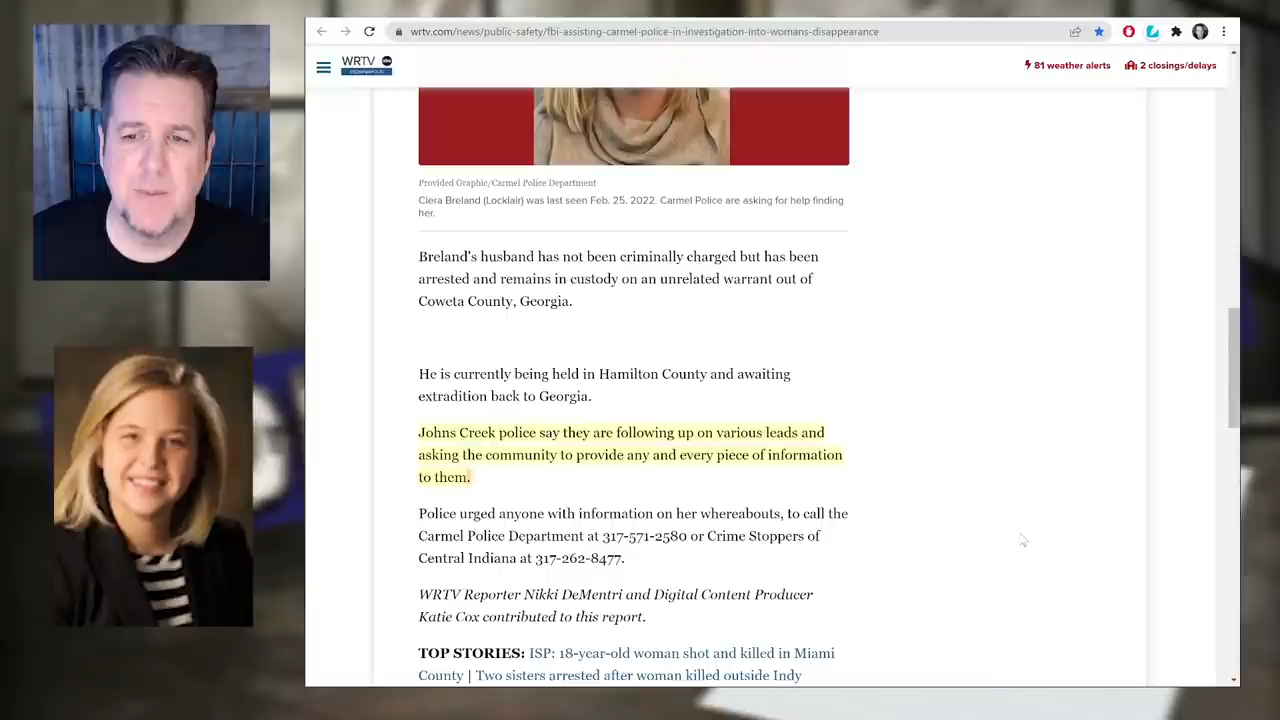 wrtv.com/news/public-safety/fbi-assisting-carmel-police-in-investigation-into-womans-disappearance
WRTV
INDIANAPOLIS
81 weather alerts
2 closings/delays
Provided Graphic/Carmel Police Department
Ciera Breland (Locklair) was last seen Feb. 25, 2022. Carmel Police are asking for help finding
her.
Breland's husband has not been criminally charged but has been
arrested and remains in custody on an unrelated warrant out of
Coweta County, Georgia.
He is currently being held in Hamilton County and awaiting
extradition back to Georgia.
Johns Creek police say they are following up on various leads and
asking the community to provide any and every piece of information
to them.
Police urged anyone with information on her whereabouts, to call the
Carmel Police Department at 317-571-2580 or Crime Stoppers of
Central Indiana at 317-262-8477.
WRTV Reporter Nikki DeMentri and Digital Content Producer
Katie Cox contributed to this report.
TOP STORIES: ISP: 18-year-old woman shot and killed in Miami
County | Two sisters arrested after woman killed outside Indy